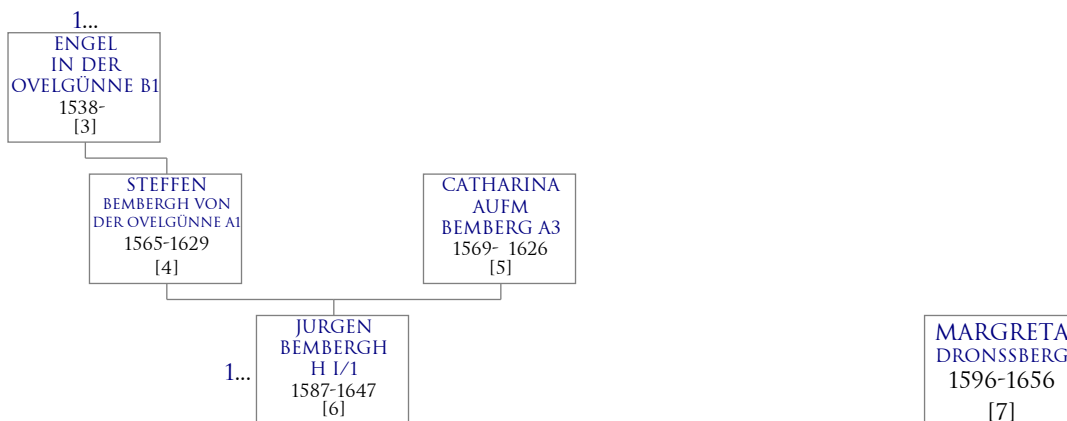 1...
ENGEL
IN DER
OVELGÜNNE B1
1538-
[3]
STEFFEN
BEMBERGH VON
DER OVELGÜNNE A1
1565-1629
[4]
CATHARINA
AUFM
BEMBERG A3
1569- 1626
[5]
1...
JURGEN
BEMBERGH
H I/1
1587-1647
[6]
MARGRETA
DRONSSBERG
1596-1656
[7]